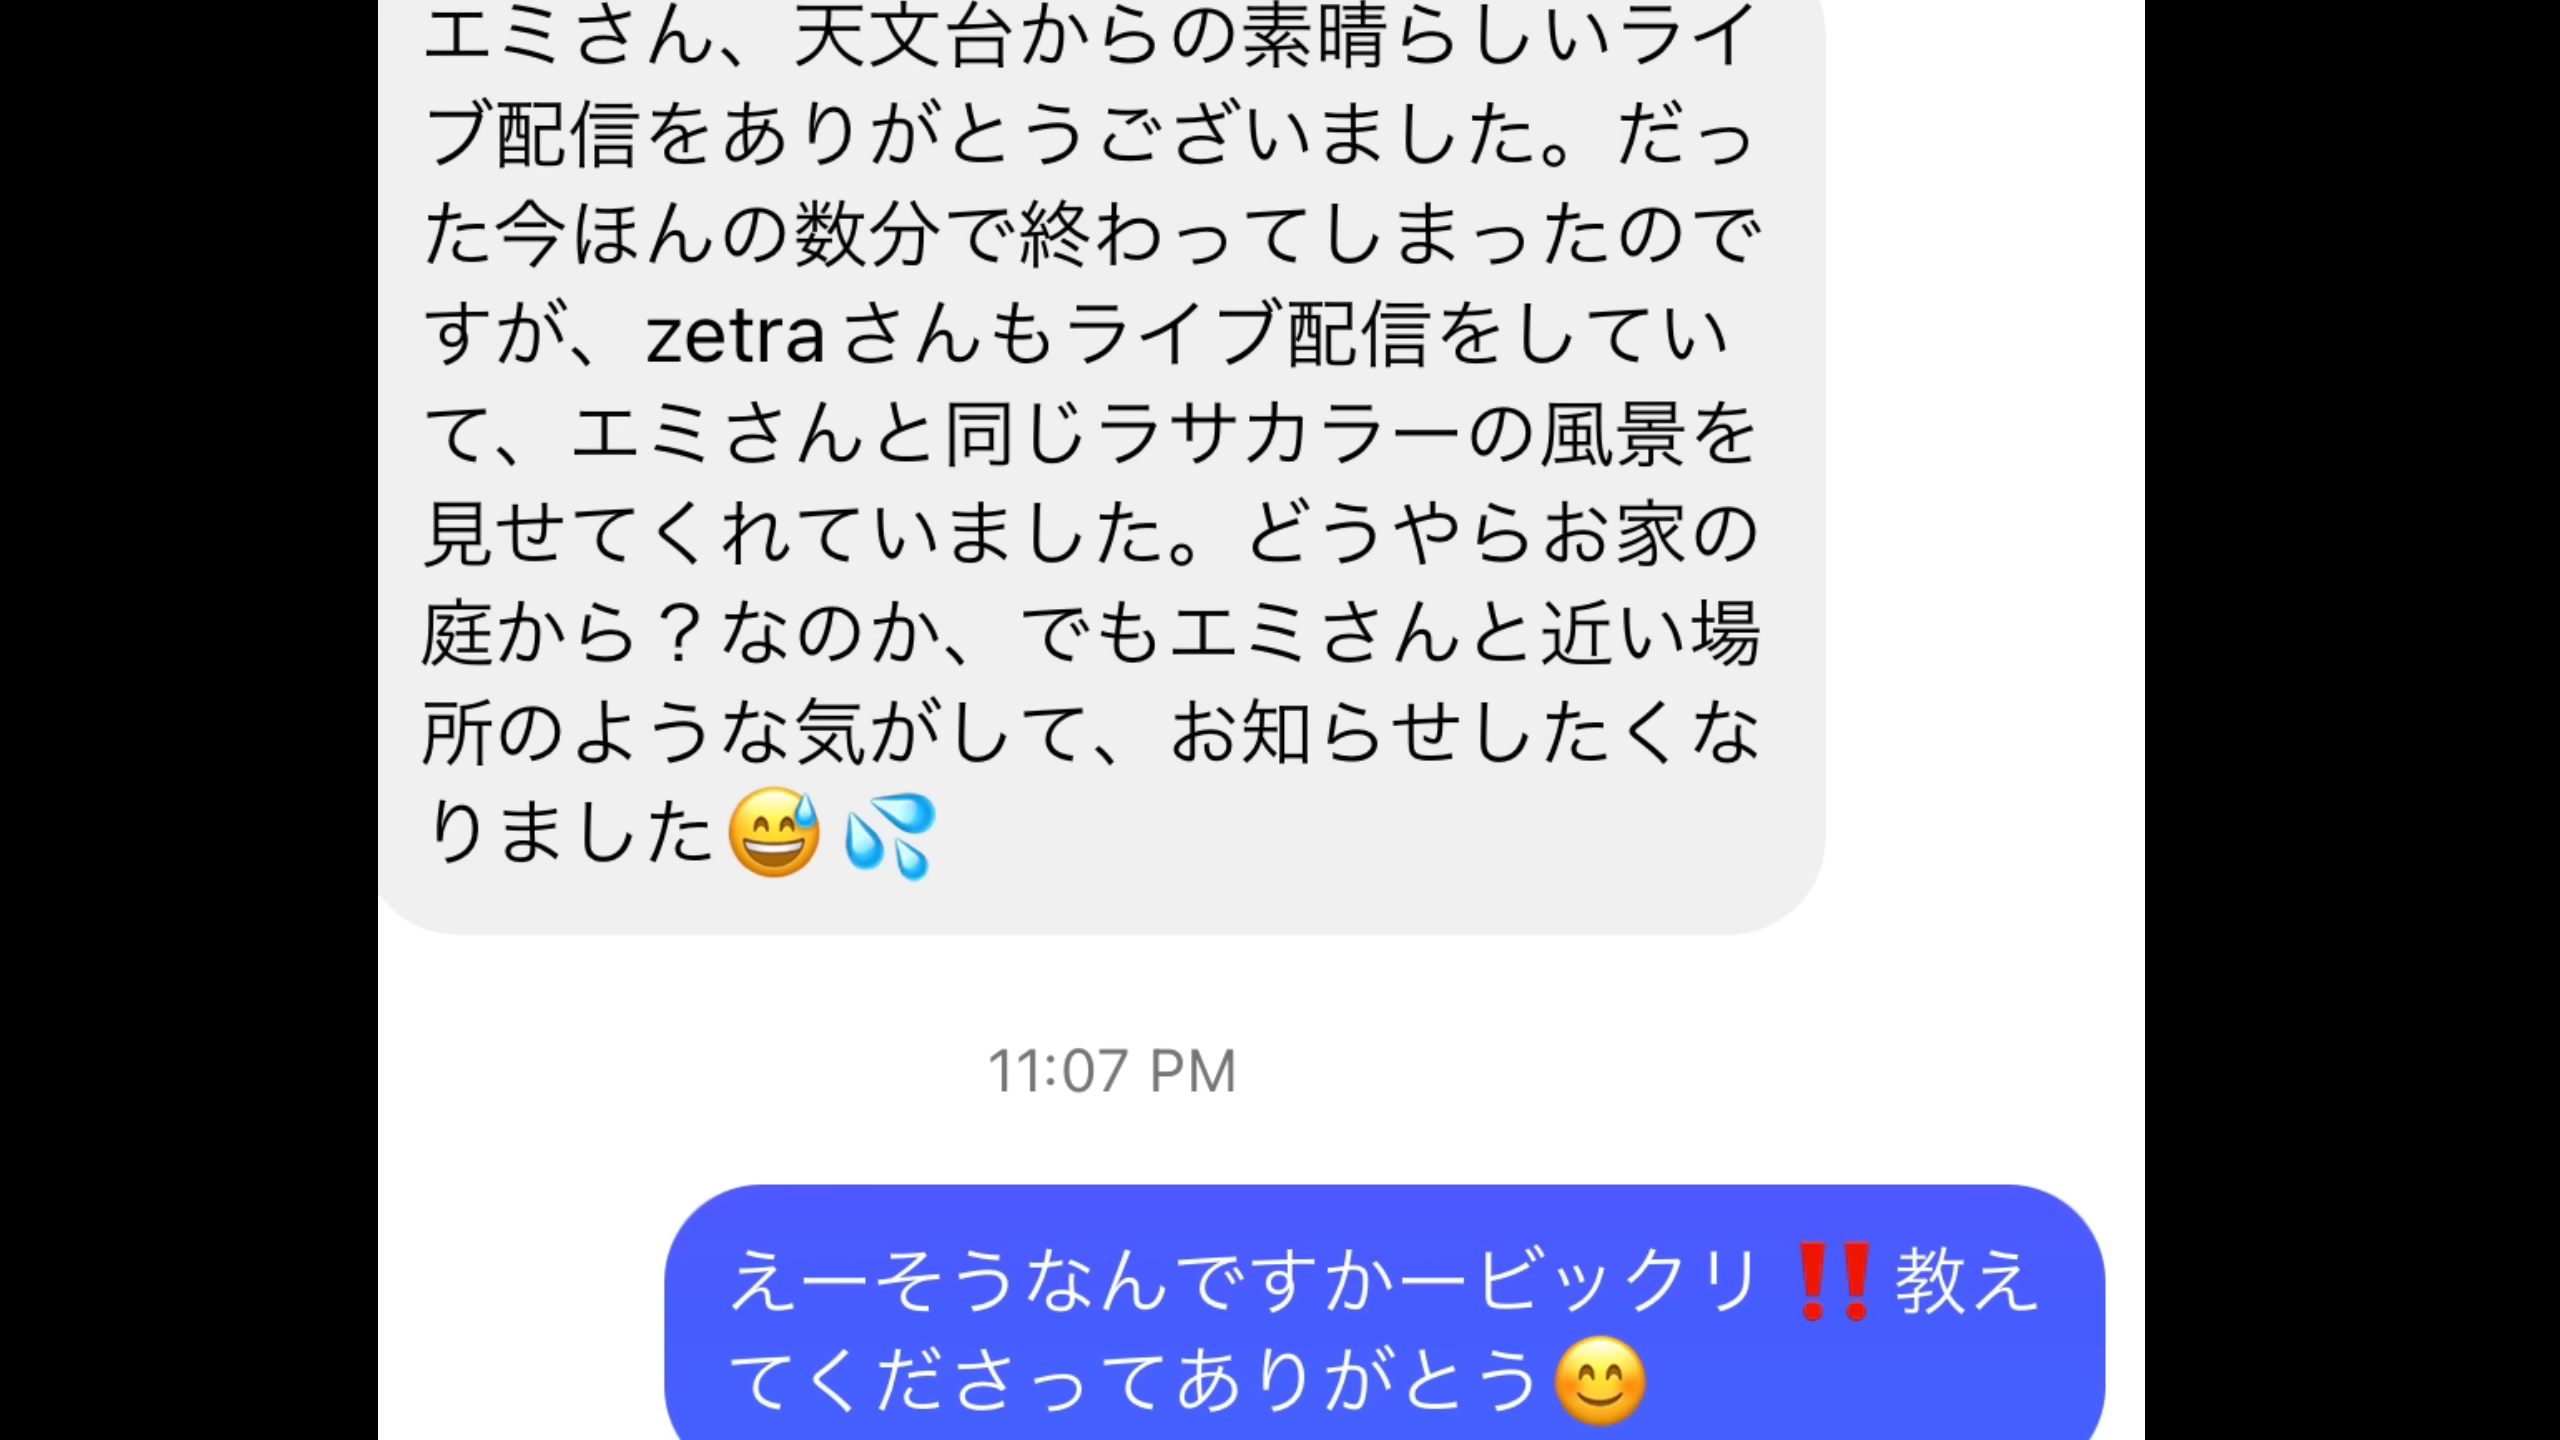 エミさん、天文台からの素晴らしいライ
ブ配信をありがとうございました。だっ
た今ほんの数分で終わってしまったので
すが、zetraさんもライブ配信をしてい
て、エミさんと同じラサカラーの風景を
見せてくれていました。どうやらお家の
庭から？なのか、でもエミさんと近い場
所のような気がして、お知らせしたくな
りました😅💦
11:07 PM
えーそうなんですかービックリ‼️教え
てくださってありがとう😊